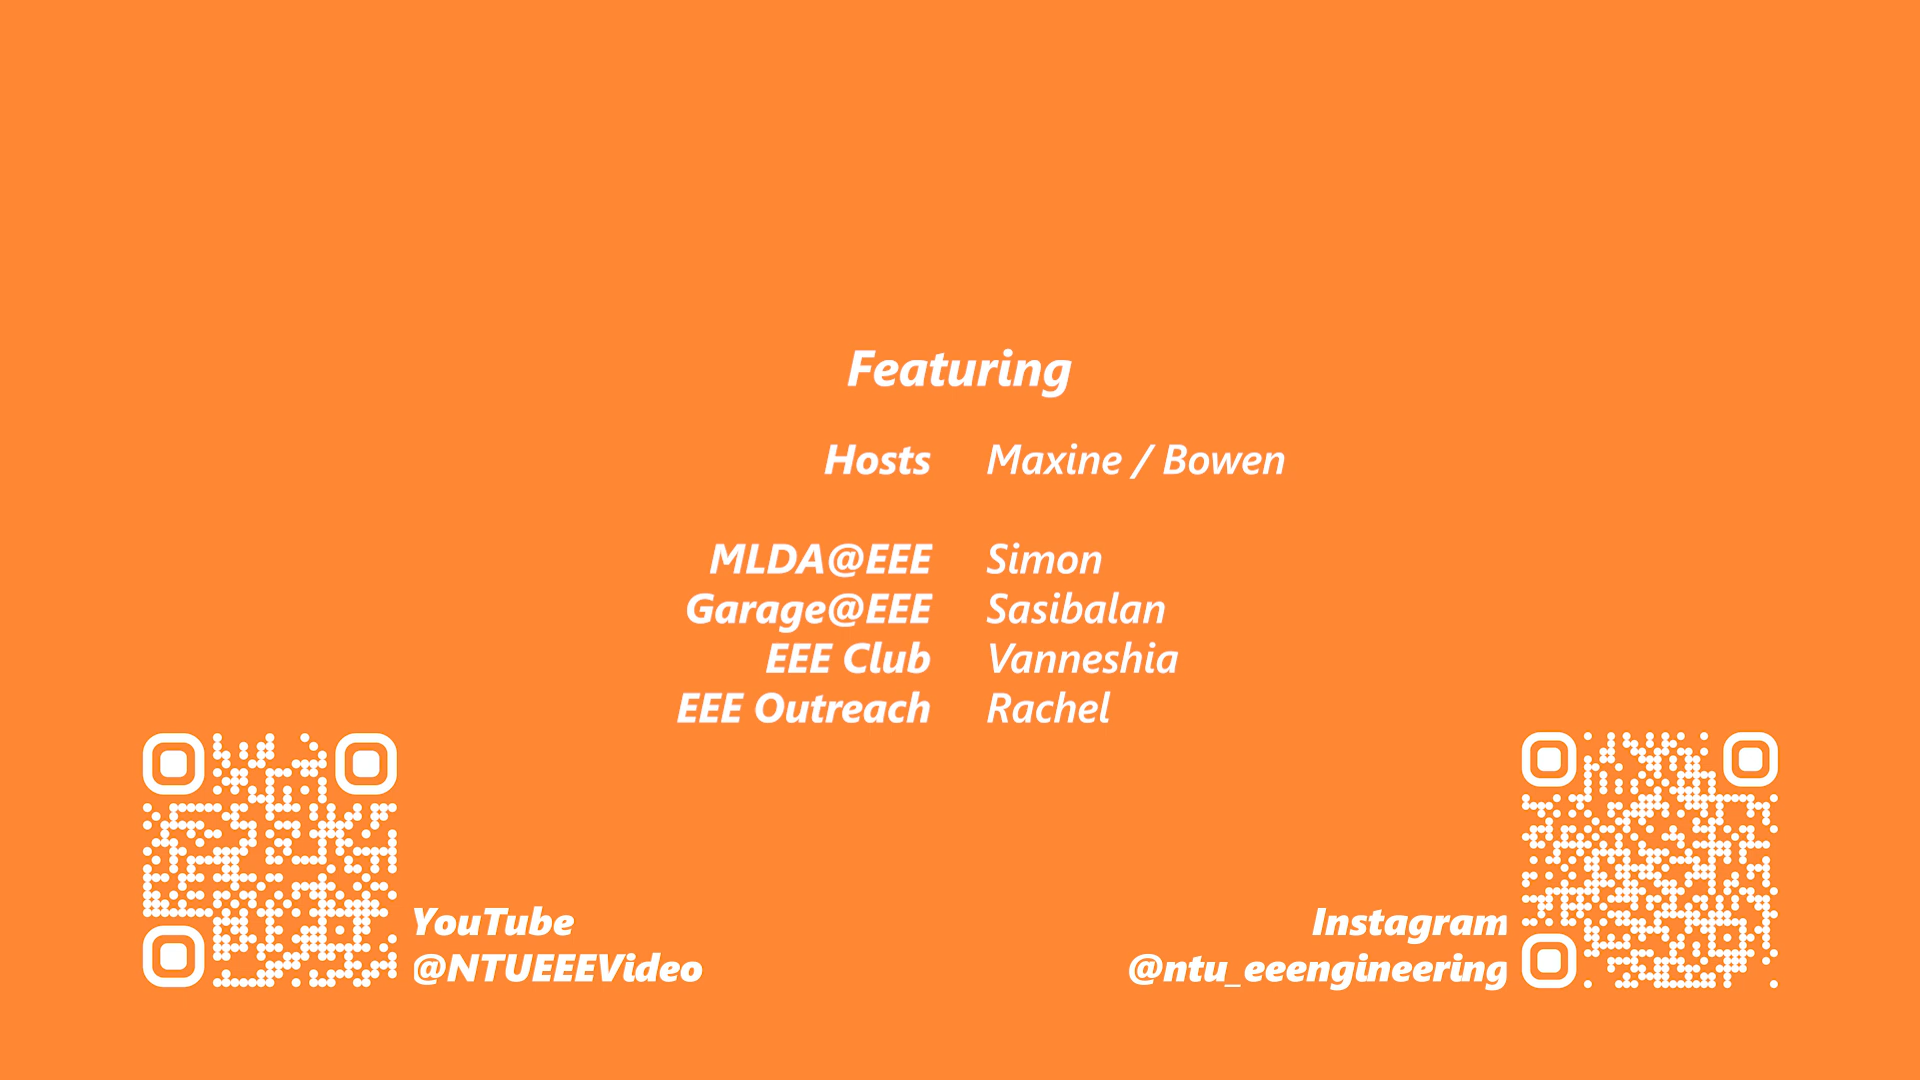 Featuring
Hosts Maxine / Bowen
MLDA@EEE Simon
Garage@EEE Sasibalan
EEE Club Vanneshia
EEE Outreach Rachel
YouTube
@NTUEEEVideo
Instagram
@ntu_eeengineering